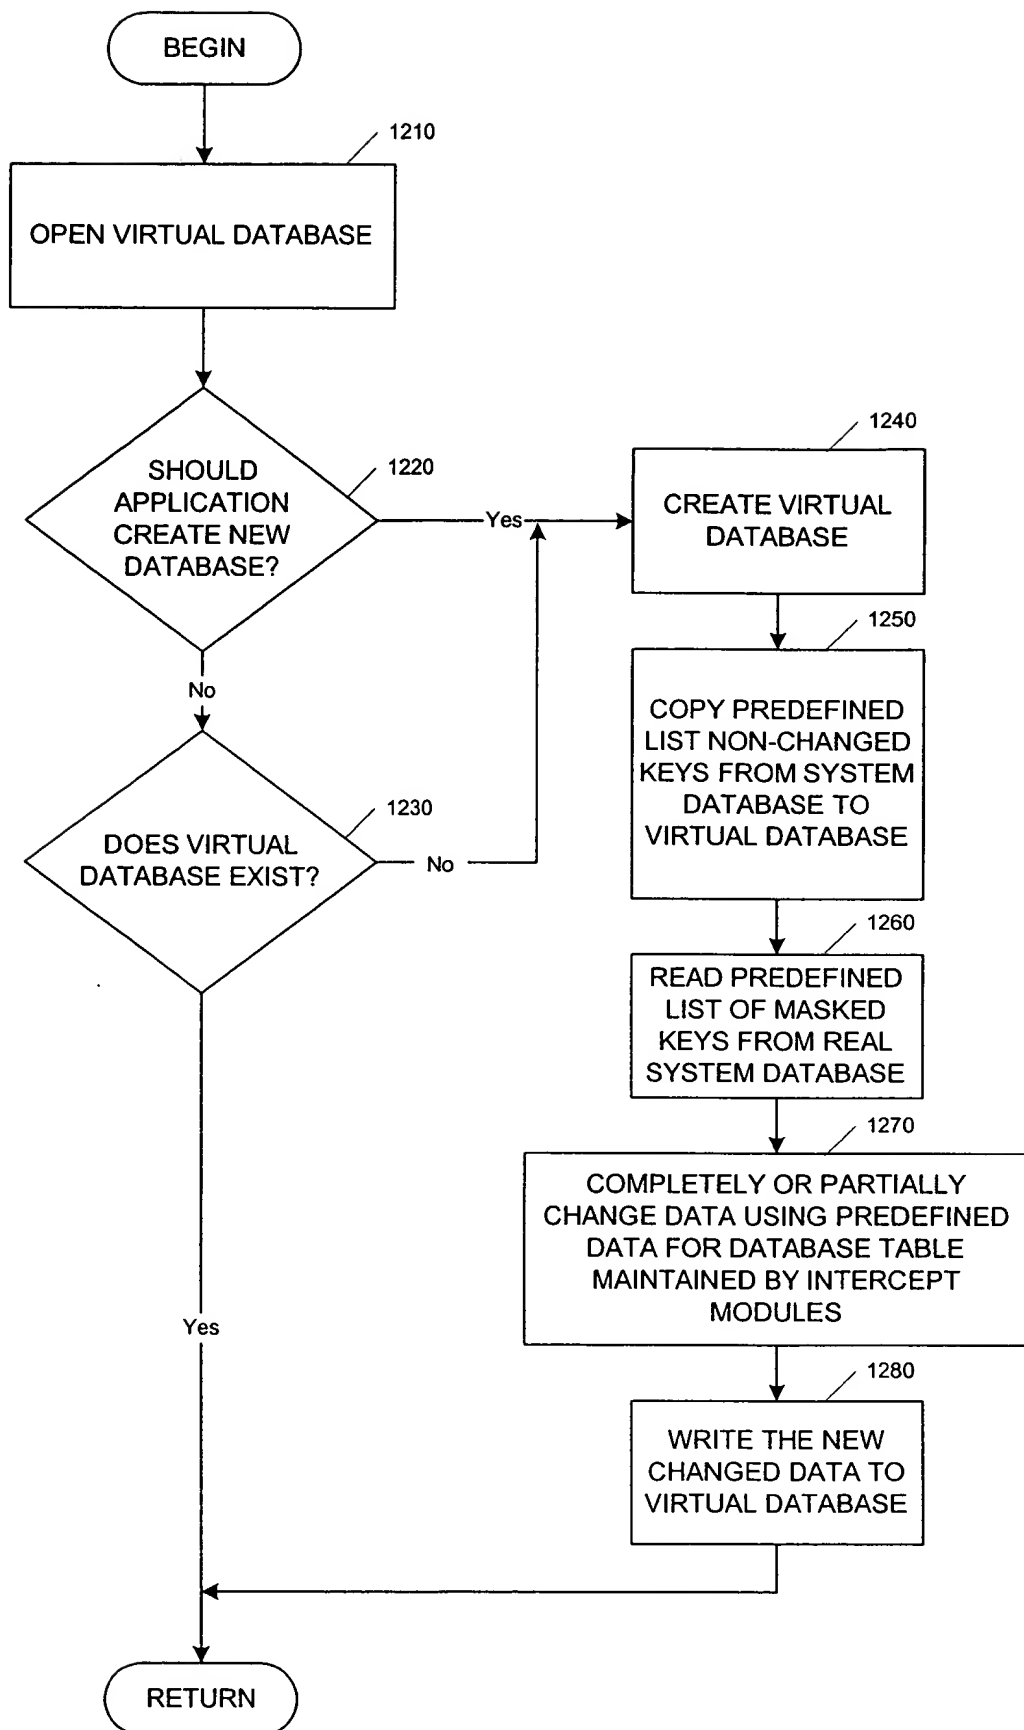 BEGIN
1210
OPEN VIRTUAL DATABASE
1220
SHOULD
APPLICATION
CREATE NEW
DATABASE?
Yes
No
1230
DOES VIRTUAL
DATABASE EXIST?
No
Yes
1240
CREATE VIRTUAL
DATABASE
1250
COPY PREDEFINED
LIST NON-CHANGED
KEYS FROM SYSTEM
DATABASE TO
VIRTUAL DATABASE
1260
READ PREDEFINED
LIST OF MASKED
KEYS FROM REAL
SYSTEM DATABASE
1270
COMPLETELY OR PARTIALLY
CHANGE DATA USING PREDEFINED
DATA FOR DATABASE TABLE
MAINTAINED BY INTERCEPT
MODULES
1280
WRITE THE NEW
CHANGED DATA TO
VIRTUAL DATABASE
RETURN